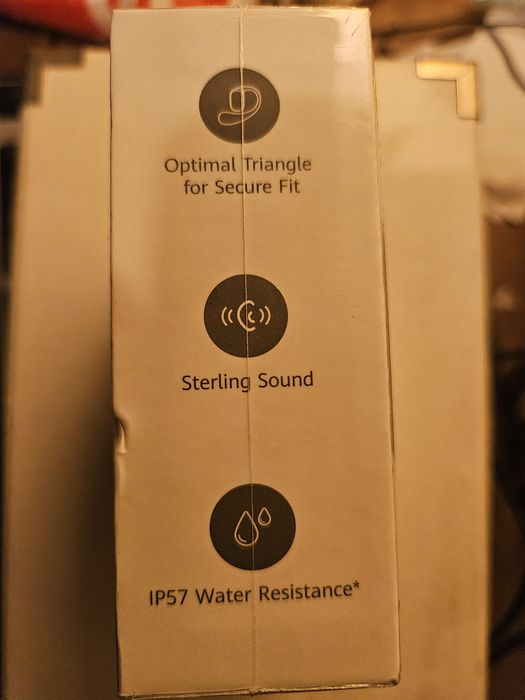 Optimal Triangle
for Secure Fit
Sterling Sound
IP57 Water Resistance*